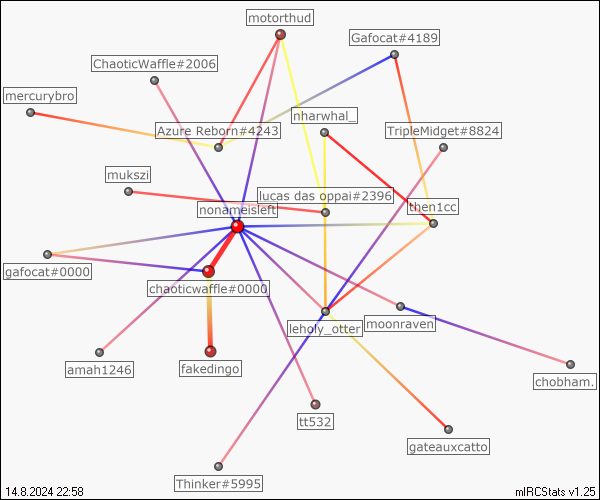 motorthud
Gafocat#4189
ChaoticWaffle#2006
mercurybro
nharwhal_
Azure Reborn#4243
TripleMidget#8824
mukszi
lucas das oppai#2396
nonameisleft
then1cc
gafocat#0000
chaoticwaffle#0000
leholy_otter
moonraven
amah1246
fakedingo
chobham.
tt532
gateauxcatto
Thinker#5995
14.8.2024 22:58
mIRCStats v1.25